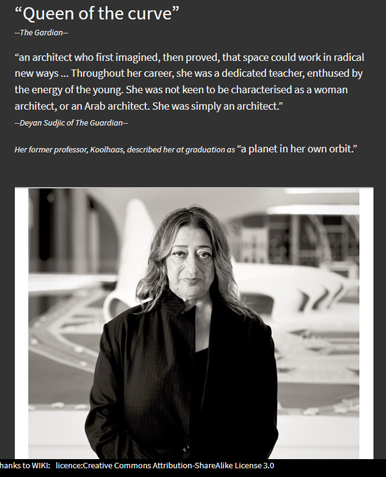 “Queen of the curve”
--The Gardian--
“an architect who first imagined, then proved, that space could work in radical
new ways ... Throughout her career, she was a dedicated teacher, enthused by
the energy of the young. She was not keen to be characterised as a woman
architect, or an Arab architect. She was simply an architect.”
--Deyan Sudjic of The Guardian--
Her former professor, Koolhaas, described her at graduation as “a planet in her own orbit.”
hanks to WIKI: licence:Creative Commons Attribution-ShareAlike License 3.0